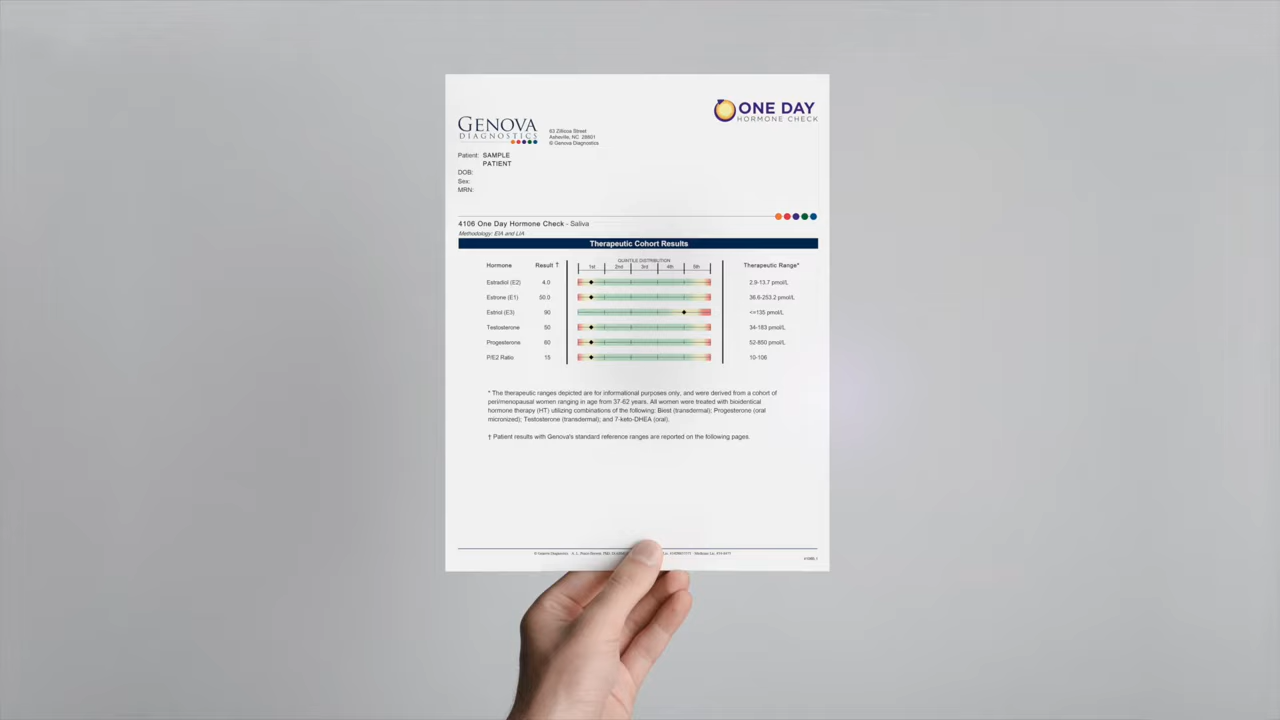 ONE DAY
HORMONE CHECK
GENOVA
DIAGNOSTICS
63 Zillicoa Street
Asheville, NC 28801
© Genova Diagnostics
Patient: SAMPLE
PATIENT
DOB:
Sex:
MRN:
4106 One Day Hormone Check - Saliva
Methodology: EIA and LIA
Therapeutic Cohort Results
QUINTILE DISTRIBUTION
Hormone Result † 1st 2nd 3rd 4th 5th Therapeutic Range*
Estradiol (E2) 4.0 2.9-13.7 pmol/L
Estrone (E1) 50.0 36.6-253.2 pmol/L
Estriol (E3) 90 <=135 pmol/L
Testosterone 50 34-183 pmol/L
Progesterone 60 52-850 pmol/L
P/E2 Ratio 15 10-106
* The therapeutic ranges depicted are for informational purposes only, and were derived from a cohort of
peri/menopausal women ranging in age from 37-62 years. All women were treated with bioidentical
hormone therapy (HT) utilizing combinations of the following: Biest (transdermal); Progesterone (oral
micronized); Testosterone (transdermal); and 7-keto-DHEA (oral).
† Patient results with Genova's standard reference ranges are reported on the following pages.
© Genova Diagnostics